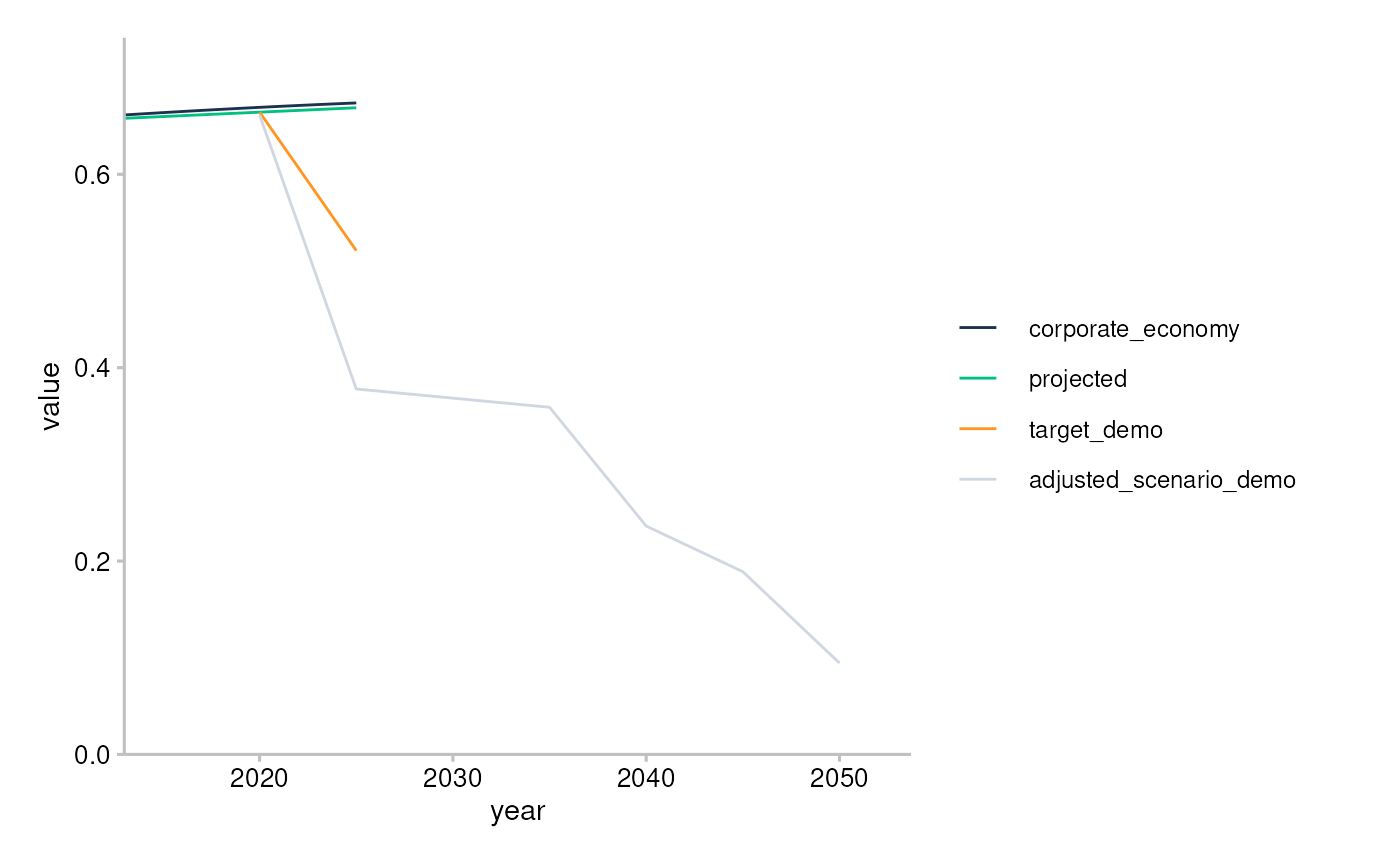 value
0.6
0.4
0.2
0.0
2020
2030
2040
2050
year
corporate_economy
projected
target_demo
adjusted_scenario_demo